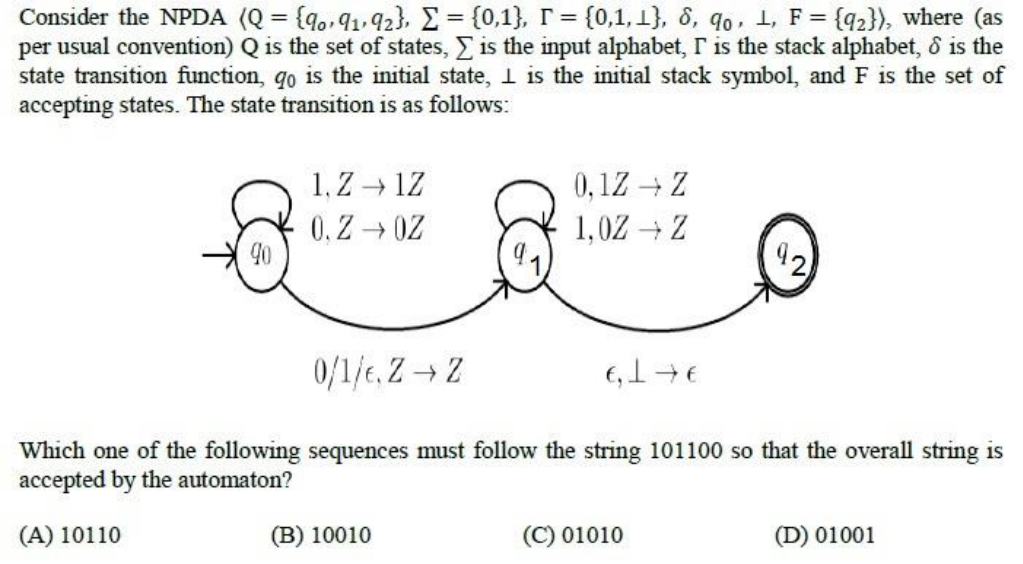 Consider the NPDA ⟨Q = {q₀, q₁, q₂}, Σ = {0,1}, Γ = {0,1,⊥}, δ, q₀, ⊥, F = {q₂}⟩, where (as
per usual convention) Q is the set of states, Σ is the input alphabet, Γ is the stack alphabet, δ is the
state transition function, q₀ is the initial state, ⊥ is the initial stack symbol, and F is the set of
accepting states. The state transition is as follows:
1, Z → 1Z
0, Z → 0Z
0, 1Z → Z
1, 0Z → Z
q0
q1
q2
0/1/ϵ, Z → Z
ϵ, ⊥ → ϵ
Which one of the following sequences must follow the string 101100 so that the overall string is
accepted by the automaton?
(A) 10110 (B) 10010 (C) 01010 (D) 01001